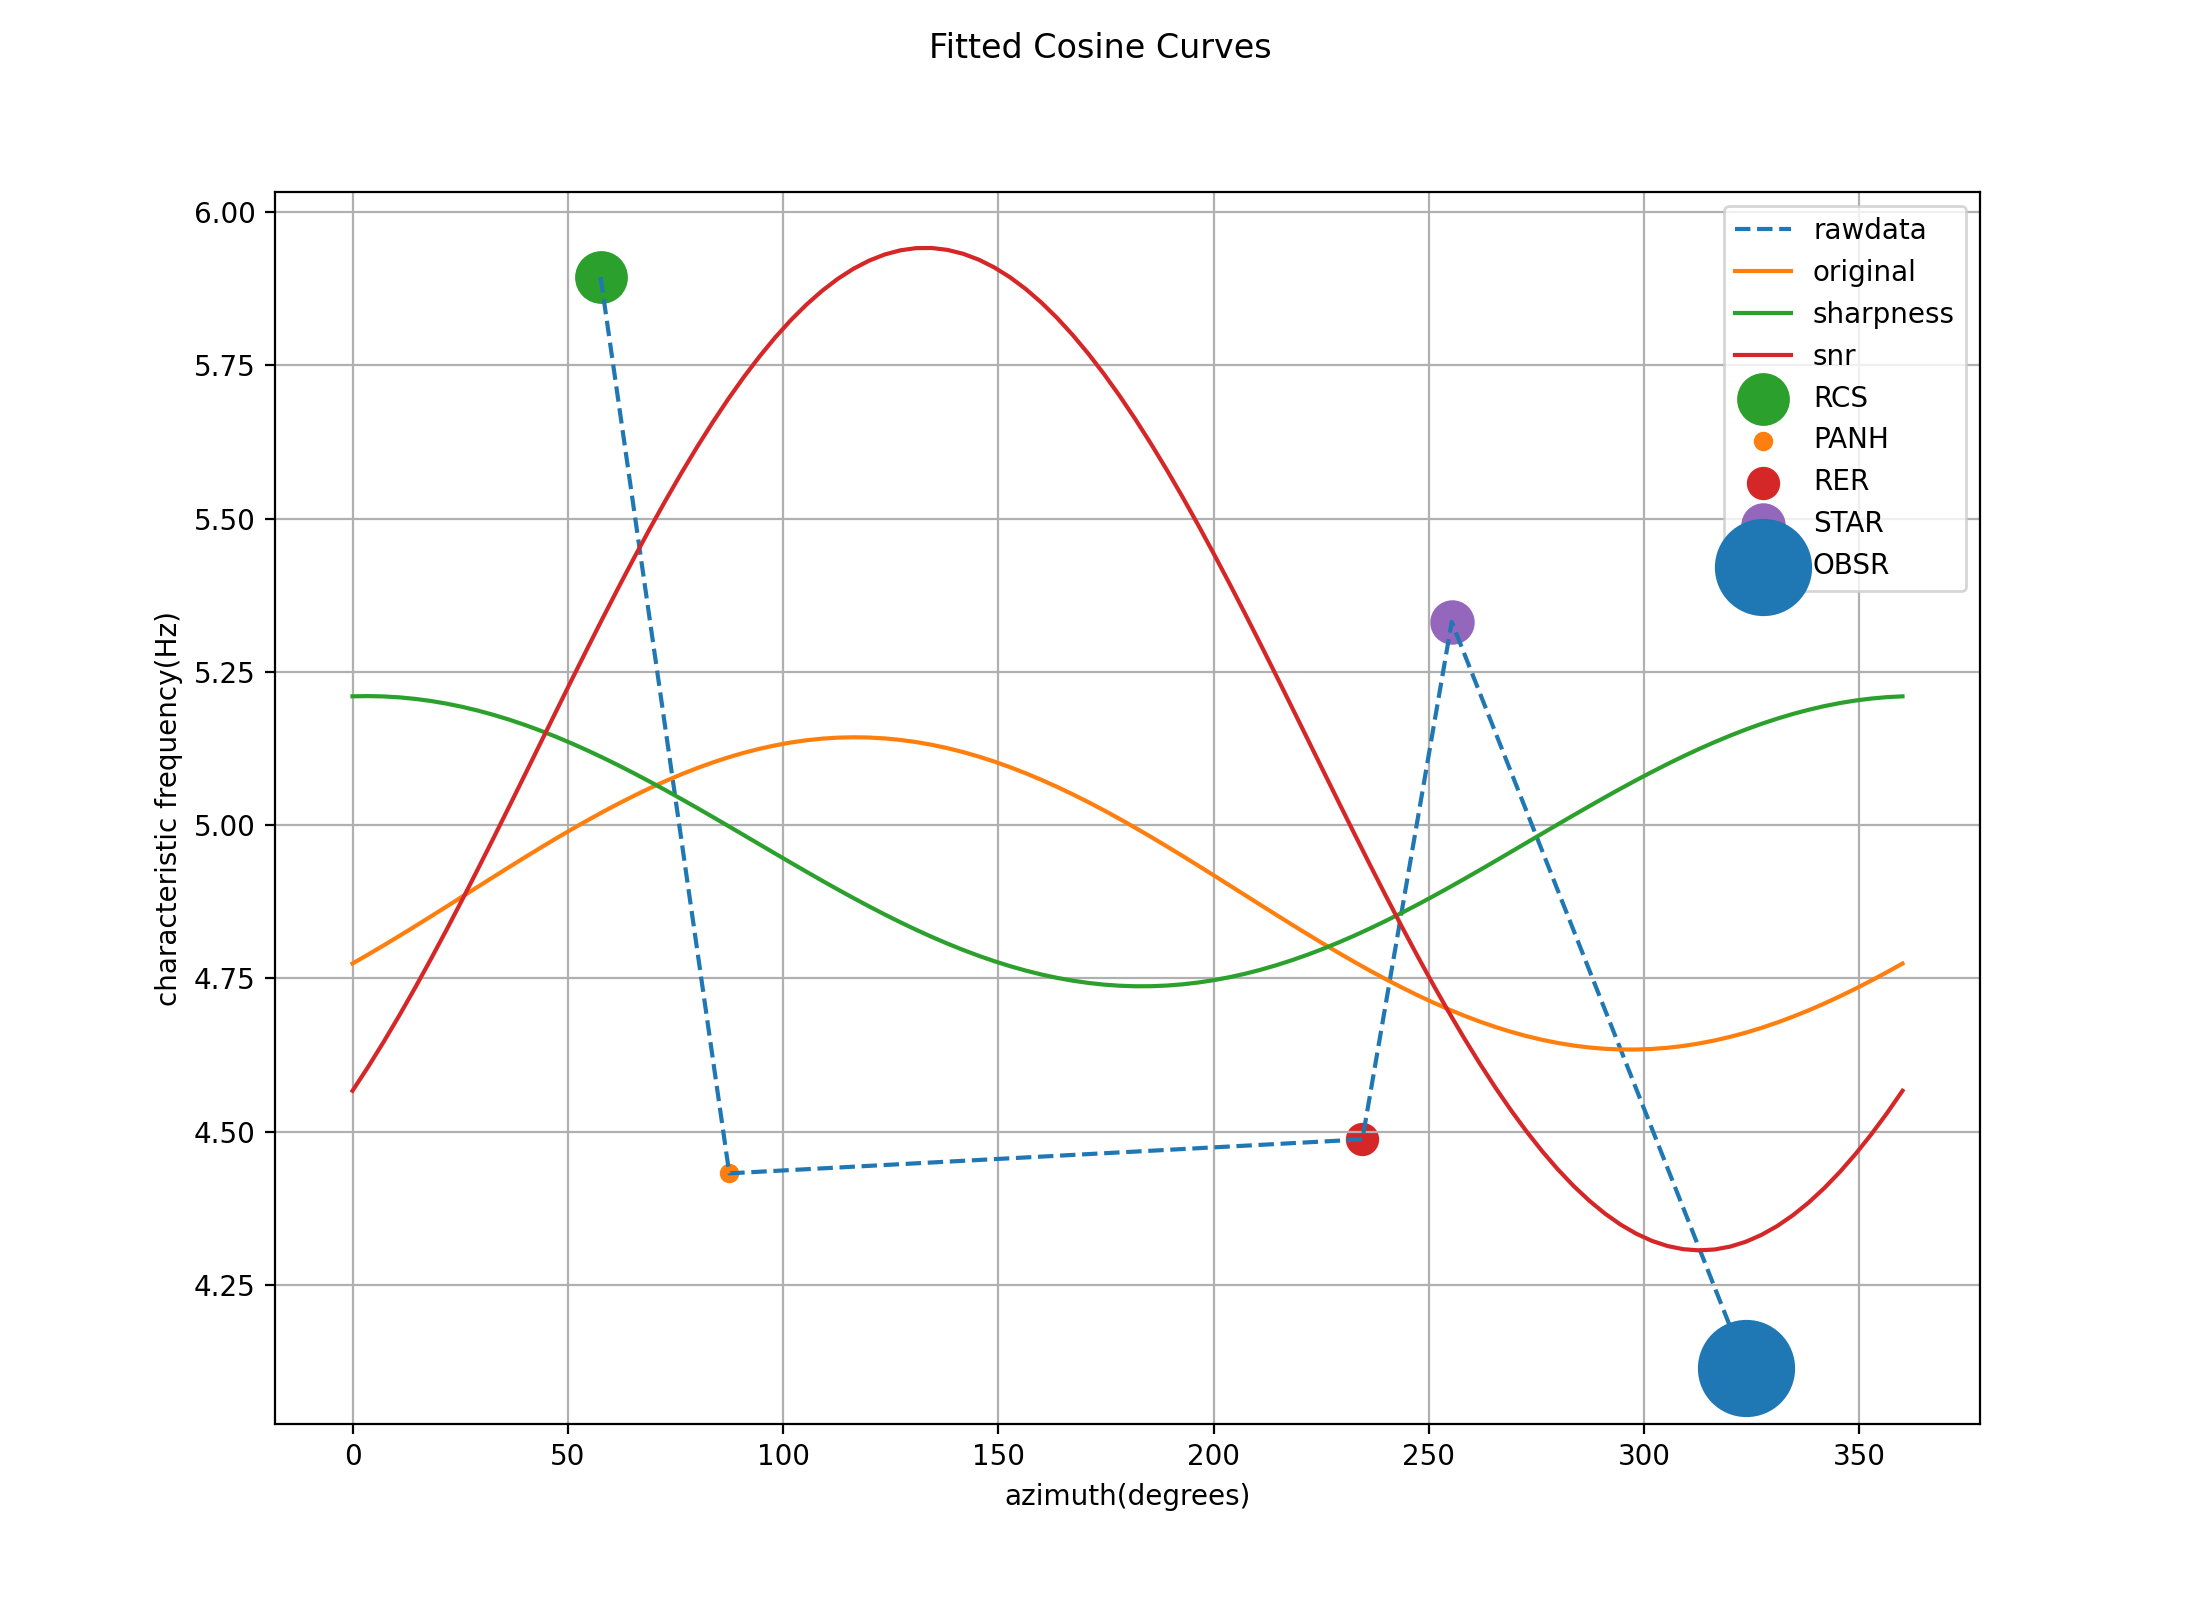 Fitted Cosine Curves
6.00
5.75
5.50
5.25
5.00
4.75
4.50
4.25
characteristic frequency(Hz)
rawdata
original
sharpness
snr
RCS
PANH
RER
STAR
OBSR
0 50 100 150 200 250 300 350
azimuth(degrees)